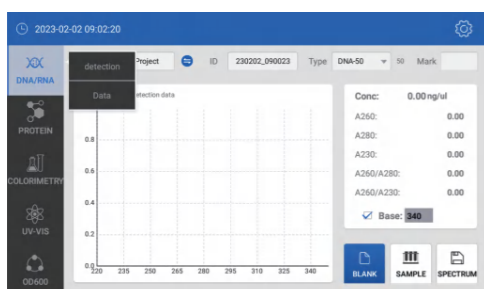 2023-02-02 09:02:20
DNA/RNA
PROTEIN
COLORIMETRY
UV-VIS
OD600
detection
Data
Project
ID
230202_090023
Type
DNA-50
50
Mark
etection data
0.8
0.6
0.4
0.2
0.0
220 235 250 265 280 295 310 325 340
Conc: 0.00ng/ul
A260: 0.00
A280: 0.00
A230: 0.00
A260/A280: 0.00
A260/A230: 0.00
Base: 340
BLANK
SAMPLE
SPECTRUM